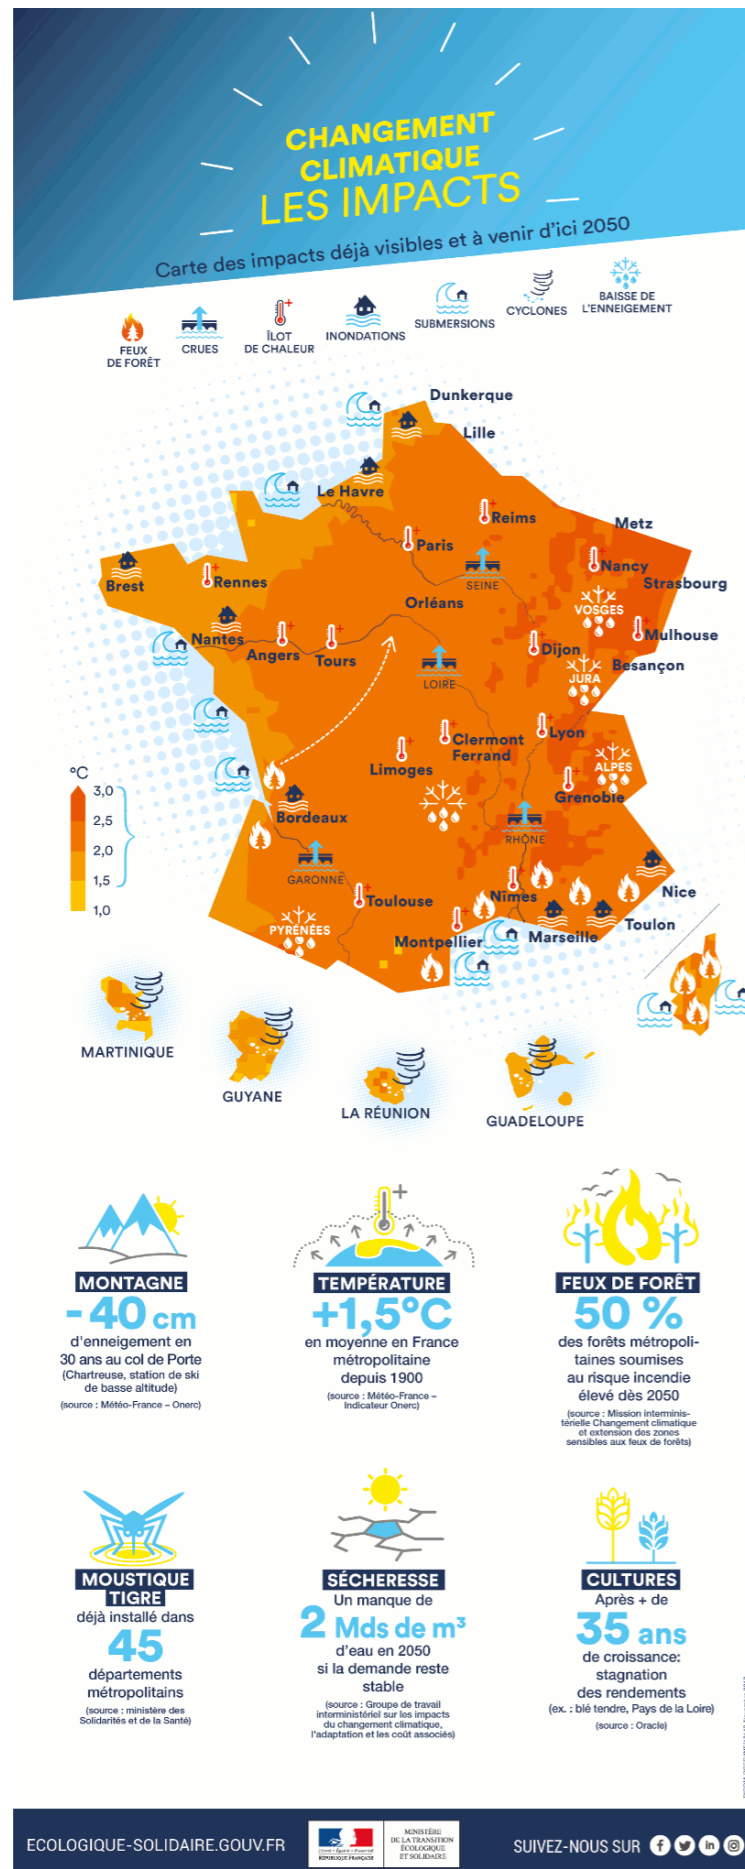 CHANGEMENT
CLIMATIQUE
LES IMPACTS
Carte des impacts déjà visibles et à venir d'ici 2050
FEUX
DE FORÊT
CRUES
ÎLOT
DE CHALEUR
INONDATIONS
SUBMERSIONS
CYCLONES
BAISSE DE
L'ENNEIGEMENT
Dunkerque
Lille
Le Havre
Reims
Metz
Paris
Nancy
Strasbourg
Brest
Rennes
SEINE
Orléans
VOSGES
Nantes
Mulhouse
Angers
Tours
Dijon
Besançon
LOIRE
JURA
Clermont
Ferrand
Lyon
Limoges
ALPES
Grenoble
°C
3,0
2,5
2,0
1,5
1,0
Bordeaux
RHÔNE
GARONNE
Toulouse
Nîmes
Nice
PYRÉNÉES
Montpellier
Marseille
Toulon
MARTINIQUE
GUYANE
LA RÉUNION
GUADELOUPE
MONTAGNE
- 40 cm
d'enneigement en
30 ans au col de Porte
(Chartreuse, station de ski
de basse altitude)
(source : Météo-France – Onerc)
TEMPÉRATURE
+1,5°C
en moyenne en France
métropolitaine
depuis 1900
(source : Météo-France –
Indicateur Onerc)
FEUX DE FORÊT
50 %
des forêts métropoli-
taines soumises
au risque incendie
élevé dès 2050
(source : Mission interminis-
térielle Changement climatique
et extension des zones
sensibles aux feux de forêts)
MOUSTIQUE
TIGRE
déjà installé dans
45
départements
métropolitains
(source : ministère des
Solidarités et de la Santé)
SÉCHERESSE
Un manque de
2 Mds de m³
d'eau en 2050
si la demande reste
stable
(source : Groupe de travail
interministériel sur les impacts
du changement climatique,
l'adaptation et les coût associés)
CULTURES
Après + de
35 ans
de croissance:
stagnation
des rendements
(ex. : blé tendre, Pays de la Loire)
(source : Oracle)
ECOLOGIQUE-SOLIDAIRE.GOUV.FR
Liberté • Égalité • Fraternité
RÉPUBLIQUE FRANÇAISE
MINISTÈRE
DE LA TRANSITION
ÉCOLOGIQUE
ET SOLIDAIRE
SUIVEZ-NOUS SUR